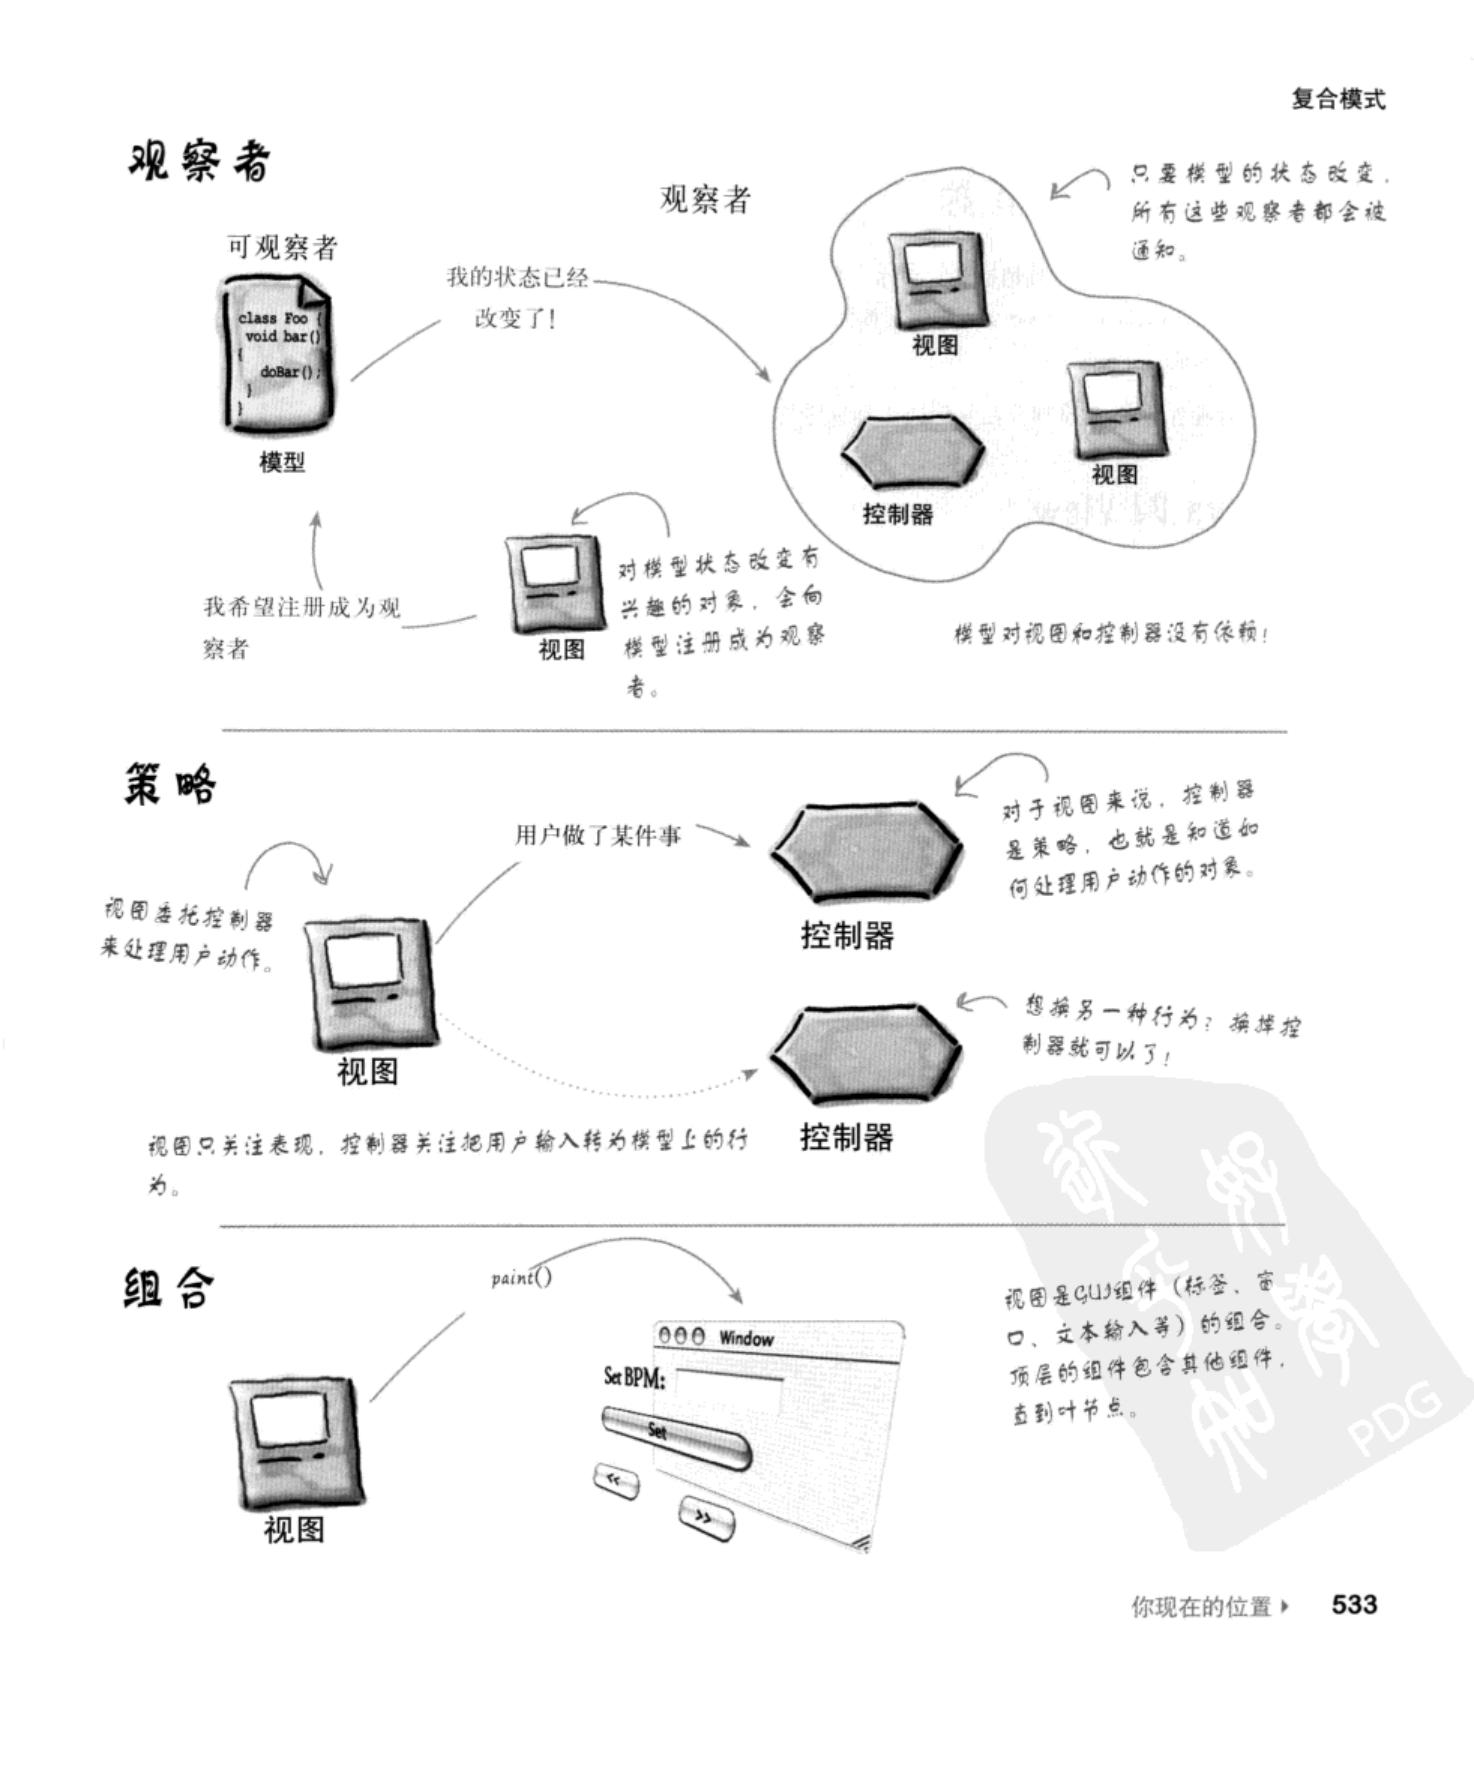 复合模式
观察者
观察者
只要模型的状态改变，
所有这些观察者都会被
通知。
可观察者
我的状态已经
改变了!
class Foo {
void bar()
{
doBar();
}
}
模型
视图
视图
控制器
我希望注册成为观
察者
视图
对模型状态改变有
兴趣的对象，会向
模型注册成为观察
者。
模型对视图和控制器没有依赖!
策略
用户做了某件事
对于视图来说，控制器
是策略，也就是知道如
何处理用户动作的对象。
视图委托控制器
来处理用户动作。
控制器
视图
想换另一种行为? 换掉控
制器就可以了!
控制器
视图只关注表现，控制器关注把用户输入转为模型上的行
为。
组合
paint()
视图是GUI组件（标签、窗
口、文本输入等）的组合。
顶层的组件包含其他组件，
直到叶节点。
Window
Set BPM:
Set
<<
>>
视图
PDG
你现在的位置 ▸ 533